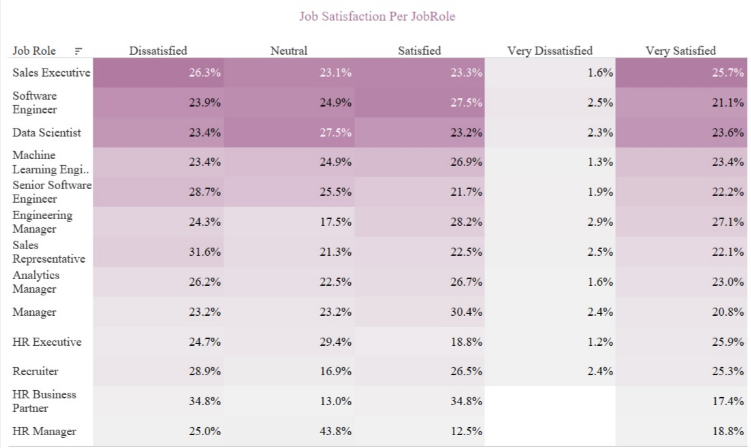 Job Satisfaction Per JobRole
Job Role Dissatisfied Neutral Satisfied Very Dissatisfied Very Satisfied
Sales Executive 26.3% 23.1% 23.3% 1.6% 25.7%
Software
Engineer 23.9% 24.9% 27.5% 2.5% 21.1%
Data Scientist 23.4% 27.5% 23.2% 2.3% 23.6%
Machine
Learning Engi.. 23.4% 24.9% 26.9% 1.3% 23.4%
Senior Software
Engineer 28.7% 25.5% 21.7% 1.9% 22.2%
Engineering
Manager 24.3% 17.5% 28.2% 2.9% 27.1%
Sales
Representative 31.6% 21.3% 22.5% 2.5% 22.1%
Analytics
Manager 26.2% 22.5% 26.7% 1.6% 23.0%
Manager 23.2% 23.2% 30.4% 2.4% 20.8%
HR Executive 24.7% 29.4% 18.8% 1.2% 25.9%
Recruiter 28.9% 16.9% 26.5% 2.4% 25.3%
HR Business
Partner 34.8% 13.0% 34.8% 17.4%
HR Manager 25.0% 43.8% 12.5% 18.8%